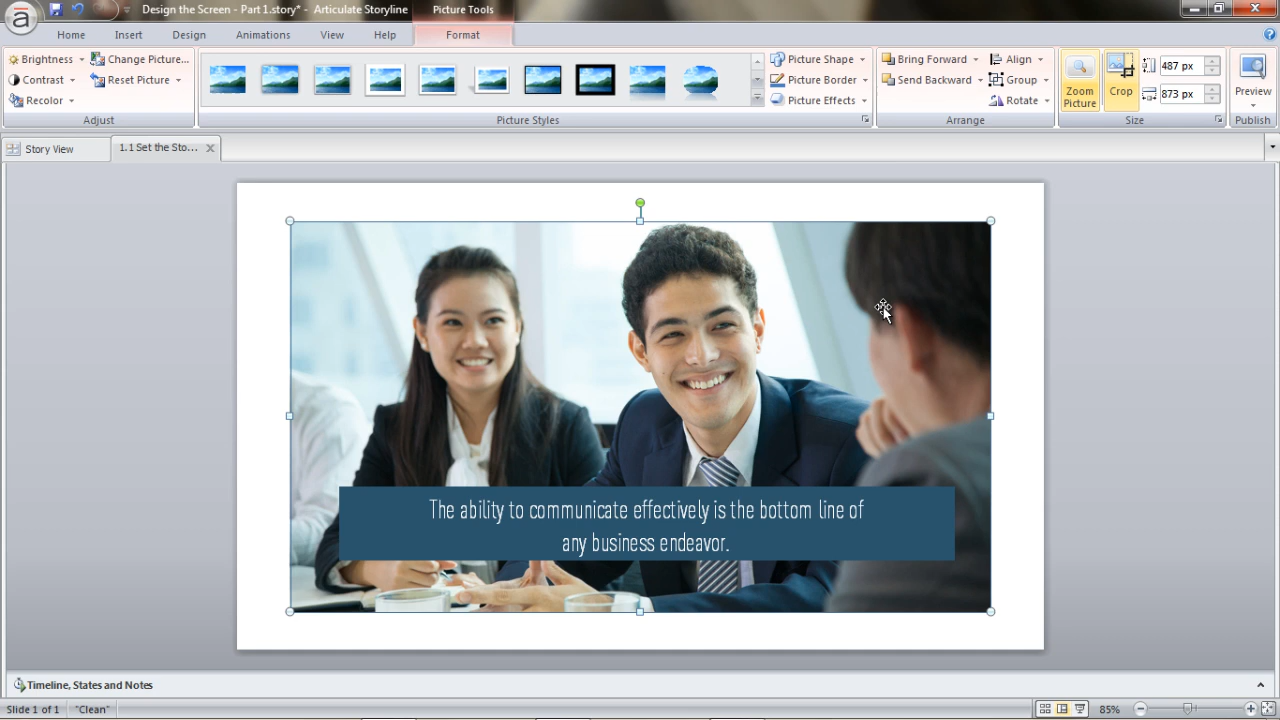 Design the Screen - Part 1.story* - Articulate Storyline
Picture Tools
Home Insert Design Animations View Help Format
Brightness
Contrast
Recolor
Change Picture...
Reset Picture
Adjust
Picture Styles
Picture Shape
Picture Border
Picture Effects
Bring Forward
Send Backward
Align
Group
Rotate
Arrange
Zoom Picture
Crop
487 px
873 px
Size
Preview
Publish
Story View
1.1 Set the Sto...
The ability to communicate effectively is the bottom line of
any business endeavor.
Timeline, States and Notes
Slide 1 of 1
"Clean"
85%